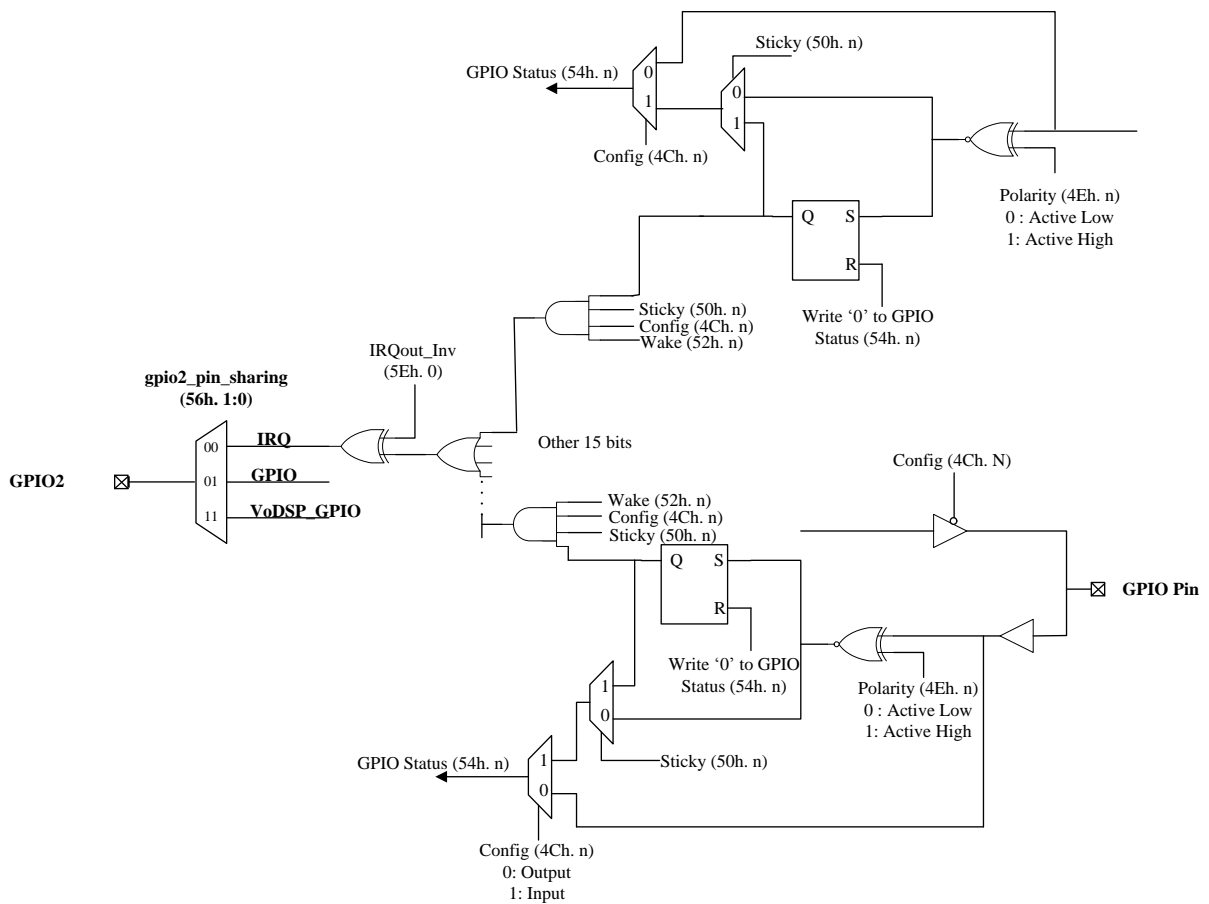 Sticky (50h. n)
GPIO Status (54h. n)
0
1
0
1
Config (4Ch. n)
Polarity (4Eh. n)
0 : Active Low
1: Active High
Q
S
R
Write ‘0’ to GPIO
Status (54h. n)
Sticky (50h. n)
Config (4Ch. n)
Wake (52h. n)
IRQout_Inv
(5Eh. 0)
gpio2_pin_sharing
(56h. 1:0)
Other 15 bits
00
IRQ
GPIO2
01
GPIO
11
VoDSP_GPIO
Config (4Ch. N)
Wake (52h. n)
Config (4Ch. n)
Sticky (50h. n)
Q
S
R
GPIO Pin
Write ‘0’ to GPIO
Status (54h. n)
Polarity (4Eh. n)
0 : Active Low
1: Active High
1
0
Sticky (50h. n)
GPIO Status (54h. n)
1
0
Config (4Ch. n)
0: Output
1: Input